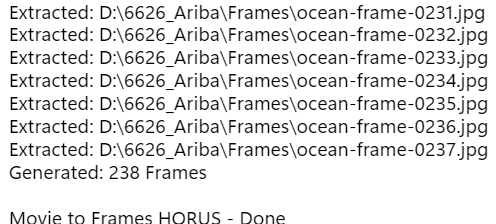 Extracted: D:\6626_Ariba\Frames\ocean-frame-0231.jpg
Extracted: D:\6626_Ariba\Frames\ocean-frame-0232.jpg
Extracted: D:\6626_Ariba\Frames\ocean-frame-0233.jpg
Extracted: D:\6626_Ariba\Frames\ocean-frame-0234.jpg
Extracted: D:\6626_Ariba\Frames\ocean-frame-0235.jpg
Extracted: D:\6626_Ariba\Frames\ocean-frame-0236.jpg
Extracted: D:\6626_Ariba\Frames\ocean-frame-0237.jpg
Generated: 238 Frames
Movie to Frames HORUS - Done